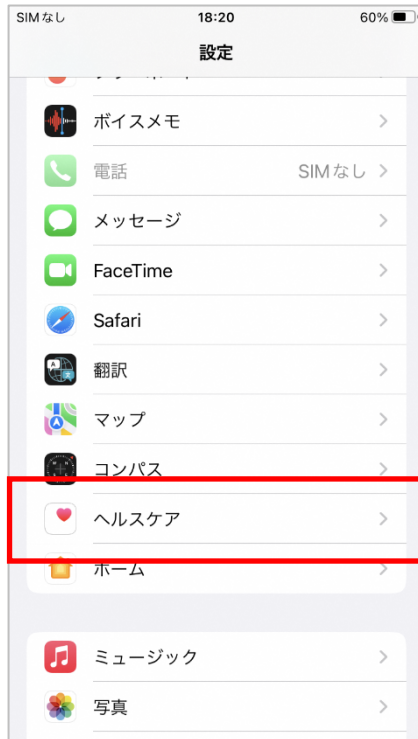 SIMなし 18:20 60%
設定
ボイスメモ
電話 SIMなし
メッセージ
FaceTime
Safari
翻訳
マップ
コンパス
ヘルスケア
ホーム
ミュージック
写真